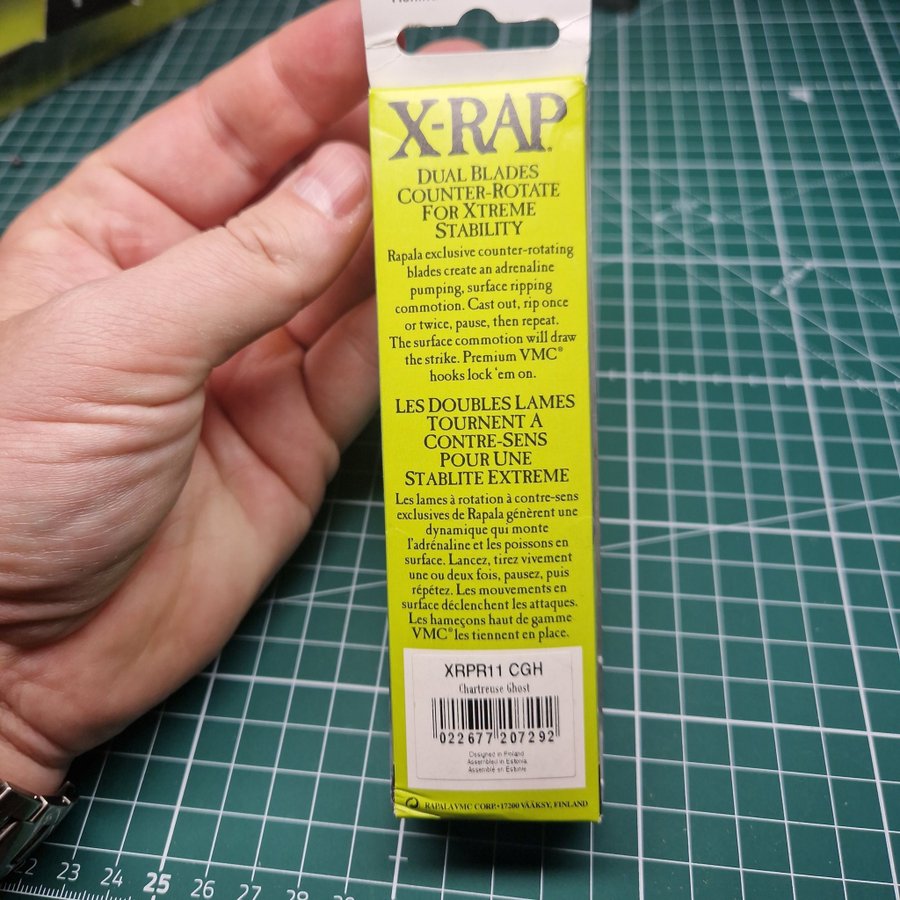 X-RAP®
DUAL BLADES
COUNTER-ROTATE
FOR XTREME
STABILITY
Rapala exclusive counter-rotating
blades create an adrenaline
pumping, surface ripping
commotion. Cast out, rip once
or twice, pause, then repeat.
The surface commotion will draw
the strike. Premium VMC®
hooks lock 'em on.
LES DOUBLES LAMES
TOURNENT A
CONTRE-SENS
POUR UNE
STABLITE EXTREME
Les lames à rotation à contre-sens
exclusives de Rapala génèrent une
dynamique qui monte
l'adrénaline et les poissons en
surface. Lancez, tirez vivement
une ou deux fois, pausez, puis
répétez. Les mouvements en
surface déclenchent les attaques.
Les hameçons haut de gamme
VMC® les tiennent en place.
XRPR11 CGH
Chartreuse Ghost
022677 207292
Designed in Finland
Assembled in Estonia
Assemblé en Estonie
RAPALA VMC CORP. • 17200 VÄÄKSY, FINLAND
22 23 24 25 26 27 28